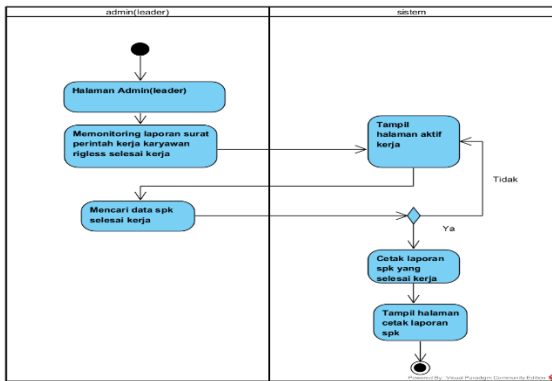 admin(leader)
sistem
Halaman Admin(leader)
Memonitoring laporan surat
perintah kerja karyawan
rigless selesai kerja
Tampil
halaman aktif
kerja
Tidak
Mencari data spk
selesai kerja
Ya
Cetak laporan
spk yang
selesai kerja
Tampil halaman
cetak laporan
spk
Powered By: Visual Paradigm Community Edition